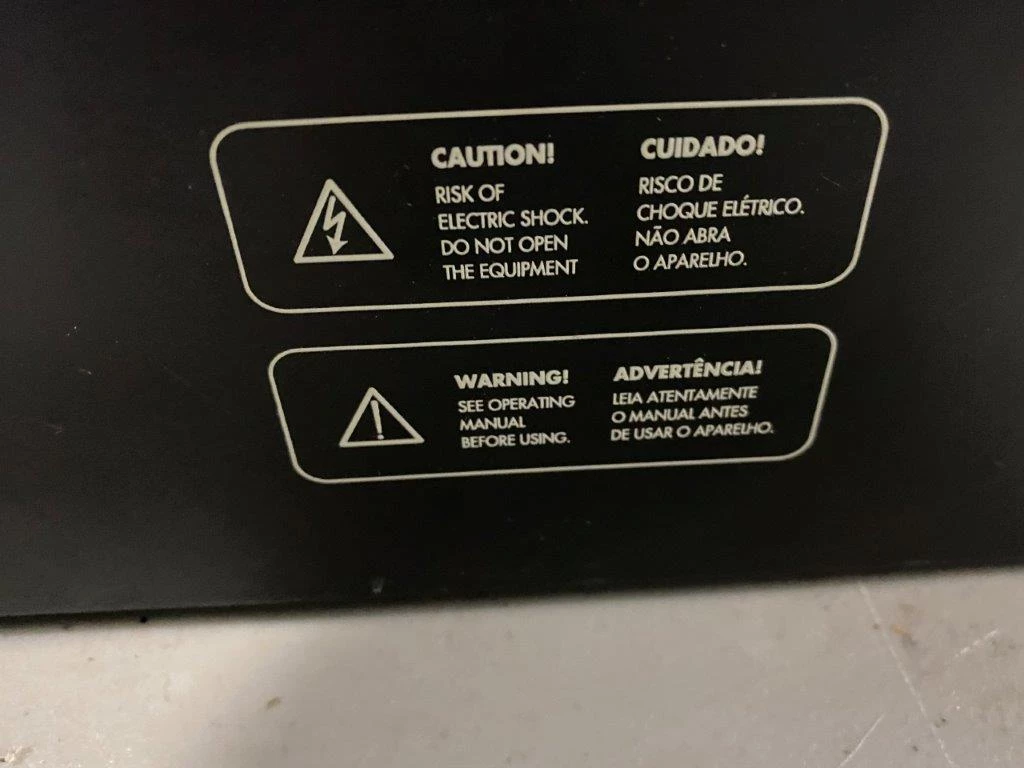 CAUTION!
RISK OF
ELECTRIC SHOCK.
DO NOT OPEN
THE EQUIPMENT
CUIDADO!
RISCO DE
CHOQUE ELÉTRICO.
NÃO ABRA
O APARELHO.
WARNING!
SEE OPERATING
MANUAL
BEFORE USING.
ADVERTÊNCIA!
LEIA ATENTAMENTE
O MANUAL ANTES
DE USAR O APARELHO.